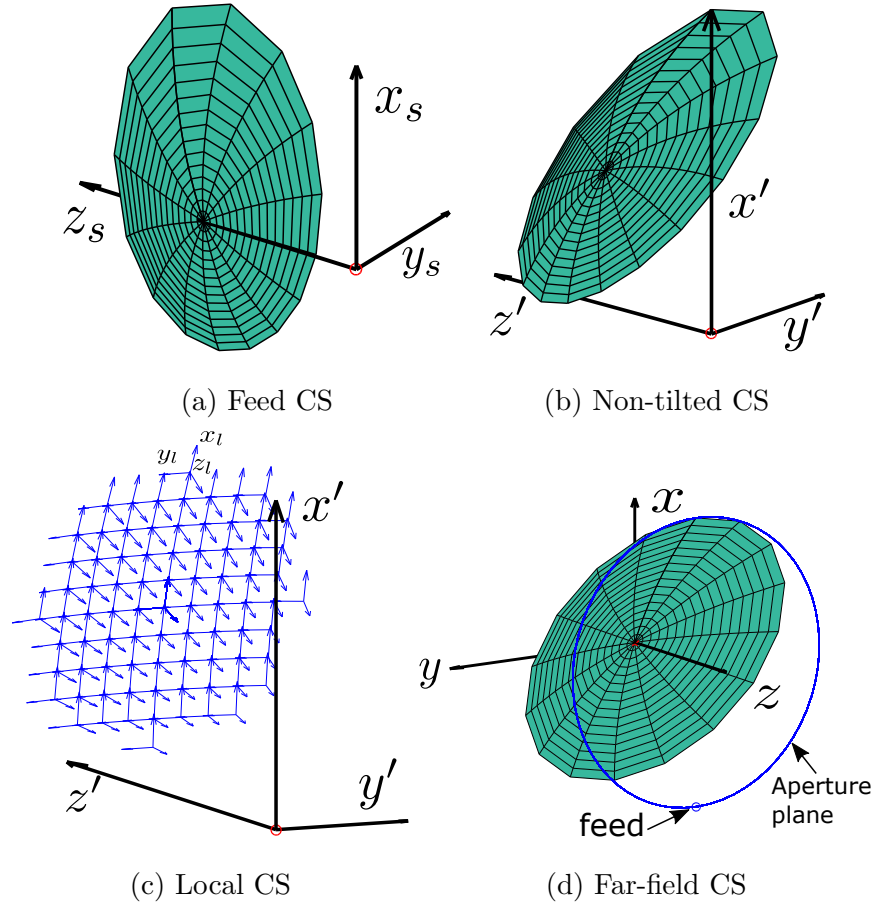 x_s
z_s
y_s
(a) Feed CS
x'
z'
y'
(b) Non-tilted CS
x_l
y_l
z_l
x'
z'
y'
(c) Local CS
x
y
z
Aperture
plane
feed
(d) Far-field CS